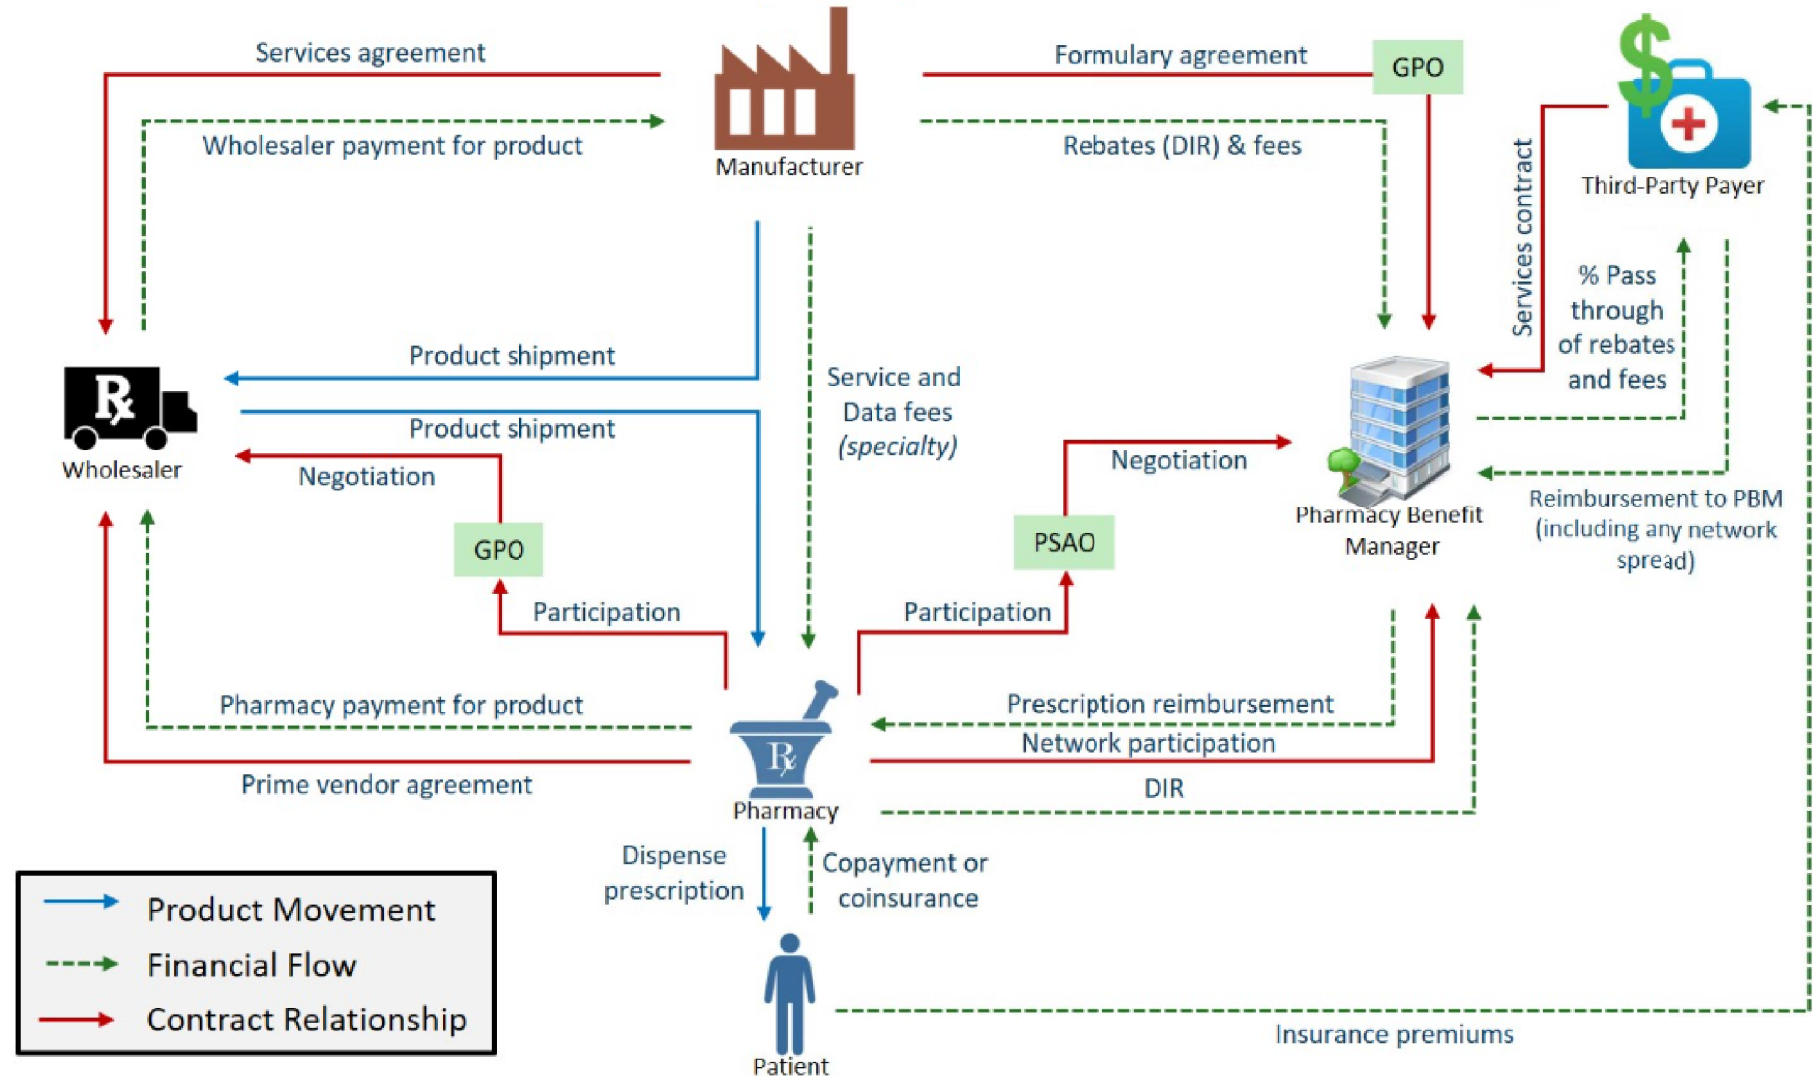 Services agreement
Formulary agreement
GPO
Wholesaler payment for product
Manufacturer
Rebates (DIR) & fees
Third-Party Payer
Services contract
% Pass
through
of rebates
and fees
Product shipment
Rx
Product shipment
Wholesaler
Negotiation
Service and
Data fees
(specialty)
Negotiation
Reimbursement to PBM
(including any network
spread)
Pharmacy Benefit
Manager
GPO
PSAO
Participation
Participation
Pharmacy payment for product
Prescription reimbursement
Network participation
Rx
Prime vendor agreement
DIR
Pharmacy
Dispense
prescription
Copayment or
coinsurance
Product Movement
Financial Flow
Contract Relationship
Insurance premiums
Patient